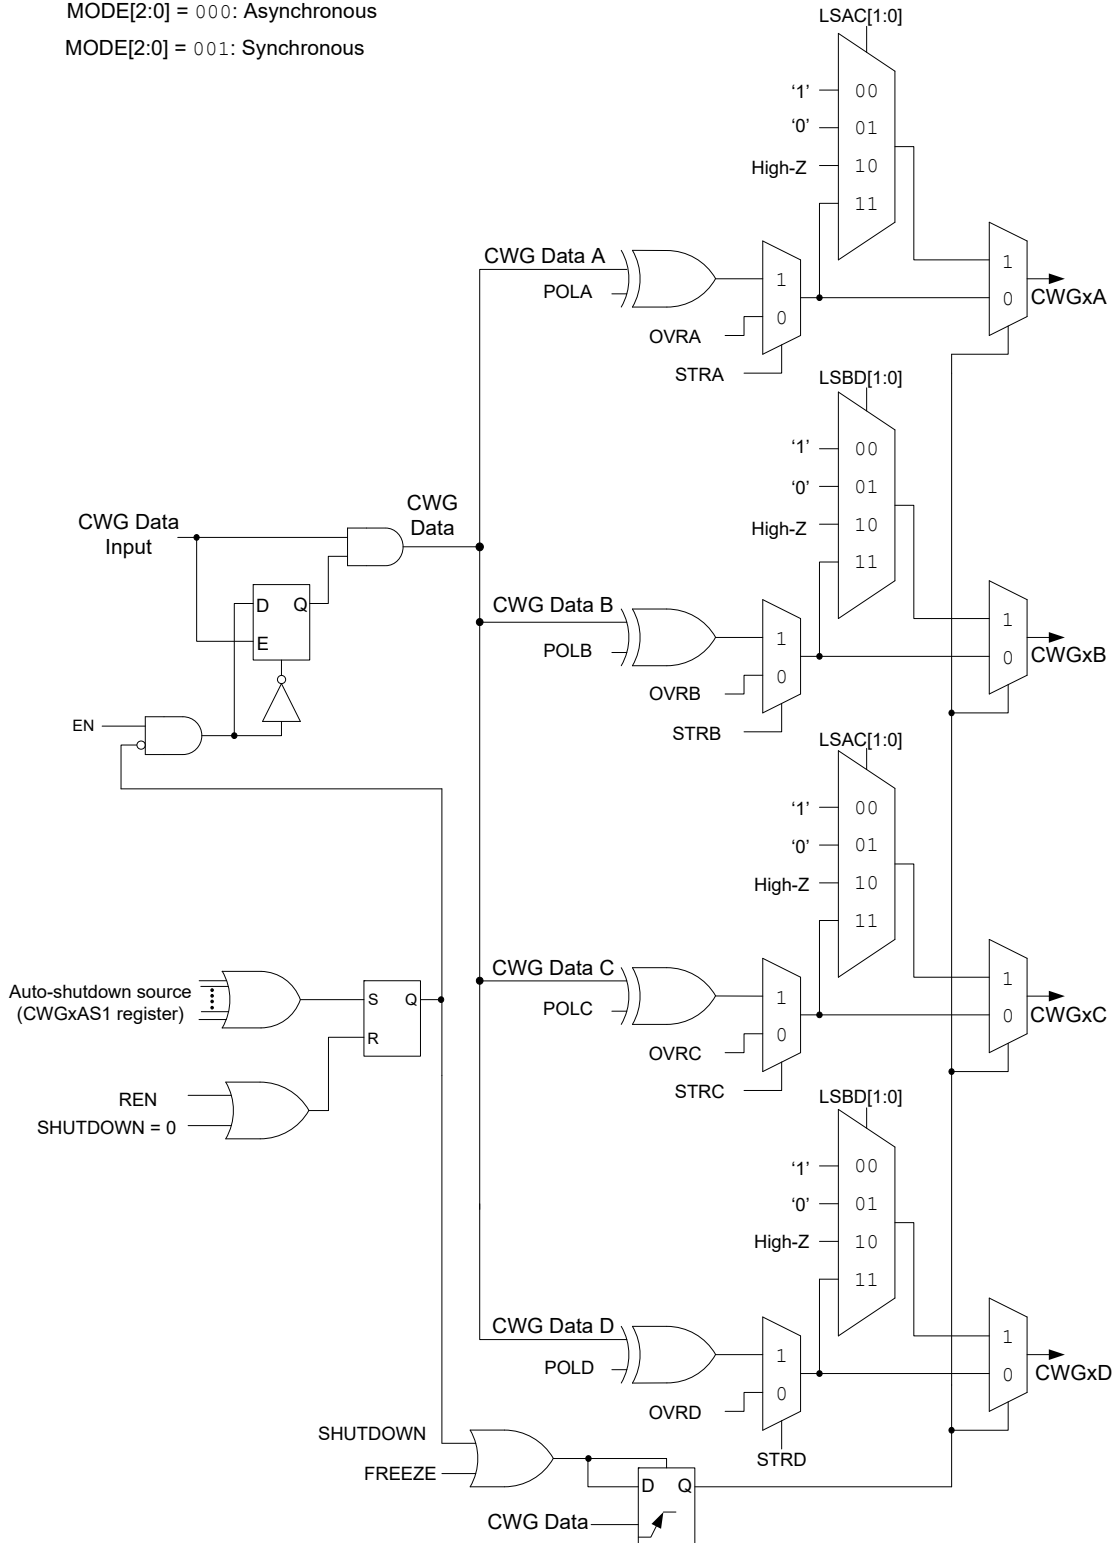 MODE[2:0] = 000: Asynchronous
MODE[2:0] = 001: Synchronous
LSAC[1:0]
‘1’ 00
‘0’ 01
High-Z 10
11
CWG Data A
POLA
1
0
OVRA
STRA
1
0
CWGxA
LSBD[1:0]
‘1’ 00
‘0’ 01
High-Z 10
11
CWG Data
Input
CWG
Data
D Q
E
EN
CWG Data B
POLB
1
0
OVRB
STRB
1
0
CWGxB
LSAC[1:0]
‘1’ 00
‘0’ 01
High-Z 10
11
CWG Data C
POLC
1
0
OVRC
STRC
1
0
CWGxC
Auto-shutdown source
(CWGxAS1 register)
S Q
R
REN
SHUTDOWN = 0
LSBD[1:0]
‘1’ 00
‘0’ 01
High-Z 10
11
CWG Data D
POLD
1
0
OVRD
STRD
1
0
CWGxD
SHUTDOWN
FREEZE
D Q
CWG Data